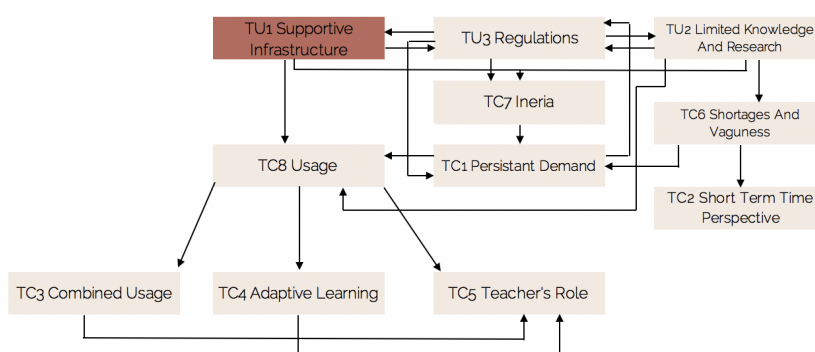 TU1 Supportive
Infrastructure
TU3 Regulations
TU2 Limited Knowledge
And Research
TC7 Ineria
TC6 Shortages And
Vaguness
TC8 Usage
TC1 Persistant Demand
TC2 Short Term Time
Perspective
TC3 Combined Usage
TC4 Adaptive Learning
TC5 Teacher's Role